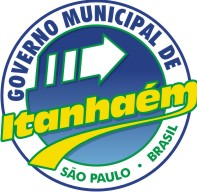 GOVERNO MUNICIPAL DE
Itanhaém
SÃO PAULO • BRASIL